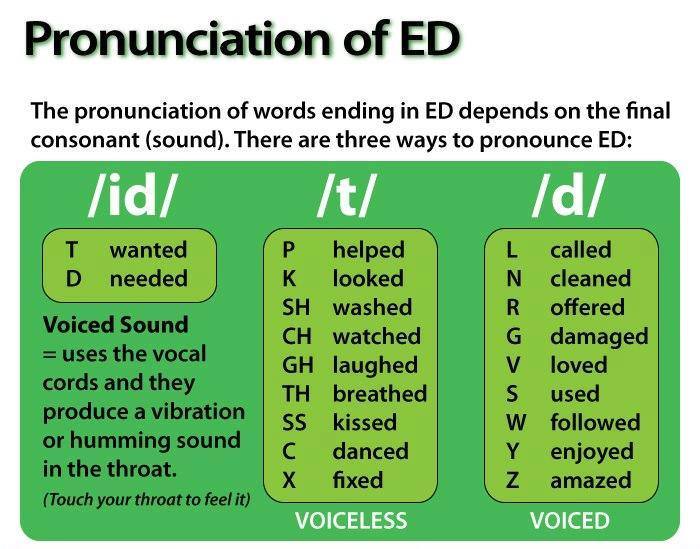 Pronunciation of ED
The pronunciation of words ending in ED depends on the final
consonant (sound). There are three ways to pronounce ED:
/id/
T wanted
D needed
Voiced Sound
= uses the vocal
cords and they
produce a vibration
or humming sound
in the throat.
(Touch your throat to feel it)
/t/
P helped
K looked
SH washed
CH watched
GH laughed
TH breathed
SS kissed
C danced
X fixed
VOICELESS
/d/
L called
N cleaned
R offered
G damaged
V loved
S used
W followed
Y enjoyed
Z amazed
VOICED